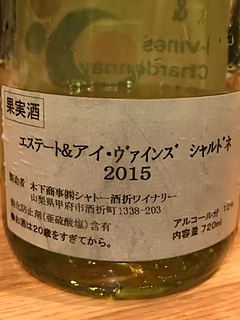 &
i-vines
Chardonnay
果実酒
エステート&アイ・ヴァインズ シャルドネ
2015
製造者 木下商事㈱シャトー酒折ワイナリー
山梨県甲府市酒折町1338-203
酸化防止剤(亜硫酸塩)含有
●お酒は20歳をすぎてから。
アルコール分 12%
内容量 720ml